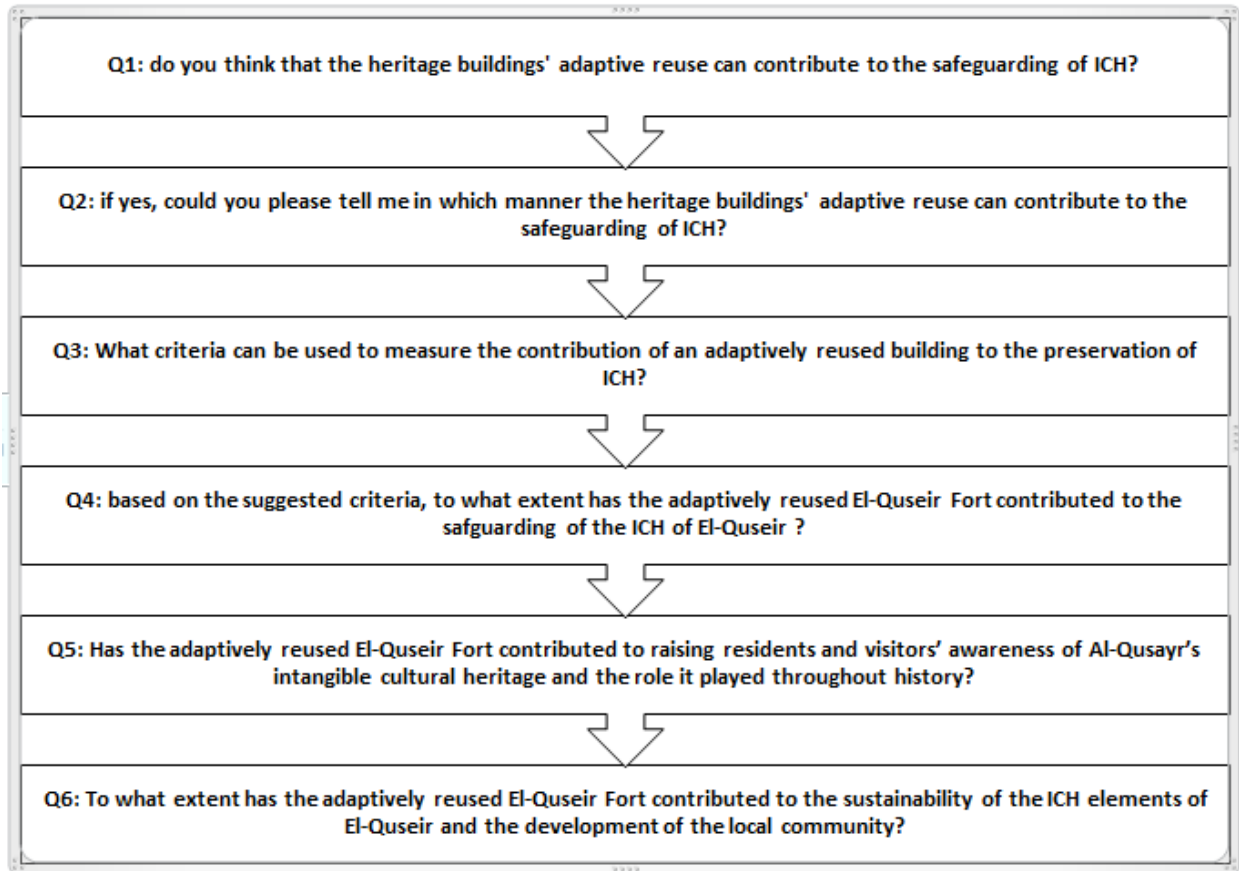 Q1: do you think that the heritage buildings' adaptive reuse can contribute to the safeguarding of ICH?
Q2: if yes, could you please tell me in which manner the heritage buildings' adaptive reuse can contribute to the
safeguarding of ICH?
Q3: What criteria can be used to measure the contribution of an adaptively reused building to the preservation of
ICH?
Q4: based on the suggested criteria, to what extent has the adaptively reused El-Quseir Fort contributed to the
safguarding of the ICH of El-Quseir ?
Q5: Has the adaptively reused El-Quseir Fort contributed to raising residents and visitors’ awareness of Al-Qusayr’s
intangible cultural heritage and the role it played throughout history?
Q6: To what extent has the adaptively reused El-Quseir Fort contributed to the sustainability of the ICH elements of
El-Quseir and the development of the local community?